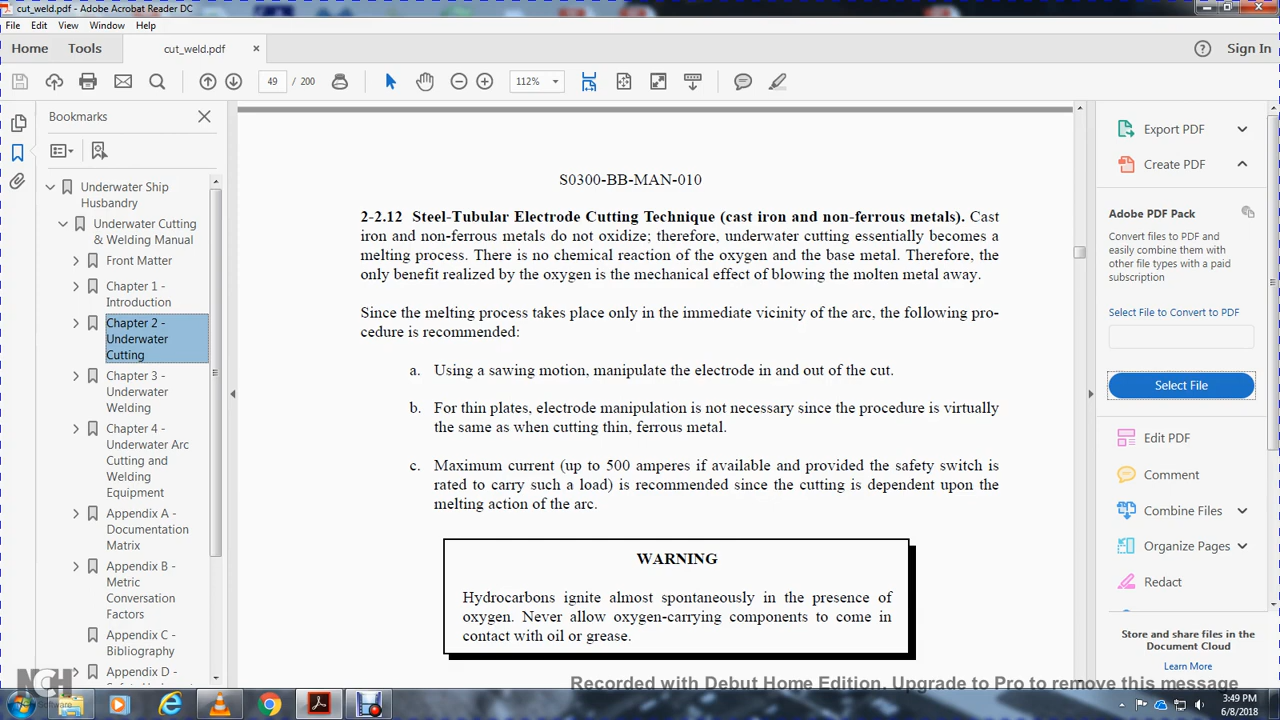 cut_weld.pdf - Adobe Acrobat Reader DC
File Edit View Window Help
Home Tools cut_weld.pdf × Sign In
49 / 200 112%
Bookmarks
Underwater Ship
Husbandry
Underwater Cutting
& Welding Manual
Front Matter
Chapter 1 -
Introduction
Chapter 2 -
Underwater
Cutting
Chapter 3 -
Underwater
Welding
Chapter 4 -
Underwater Arc
Cutting and
Welding
Equipment
Appendix A -
Documentation
Matrix
Appendix B -
Metric
Conversation
Factors
Appendix C -
Bibliography
Appendix D -
S0300-BB-MAN-010
2-2.12 Steel-Tubular Electrode Cutting Technique (cast iron and non-ferrous metals). Cast
iron and non-ferrous metals do not oxidize; therefore, underwater cutting essentially becomes a
melting process. There is no chemical reaction of the oxygen and the base metal. Therefore, the
only benefit realized by the oxygen is the mechanical effect of blowing the molten metal away.
Since the melting process takes place only in the immediate vicinity of the arc, the following pro-
cedure is recommended:
a. Using a sawing motion, manipulate the electrode in and out of the cut.
b. For thin plates, electrode manipulation is not necessary since the procedure is virtually
the same as when cutting thin, ferrous metal.
c. Maximum current (up to 500 amperes if available and provided the safety switch is
rated to carry such a load) is recommended since the cutting is dependent upon the
melting action of the arc.
WARNING
Hydrocarbons ignite almost spontaneously in the presence of
oxygen. Never allow oxygen-carrying components to come in
contact with oil or grease.
Export PDF
Create PDF
Adobe PDF Pack
Convert files to PDF and
easily combine them with
other file types with a paid
subscription
Select File to Convert to PDF
Select File
Edit PDF
Comment
Combine Files
Organize Pages
Redact
Store and share files in the
Document Cloud
Learn More
NCH
Software
Recorded with Debut Home Edition. Upgrade to Pro to remove this message
3:49 PM
6/8/2018